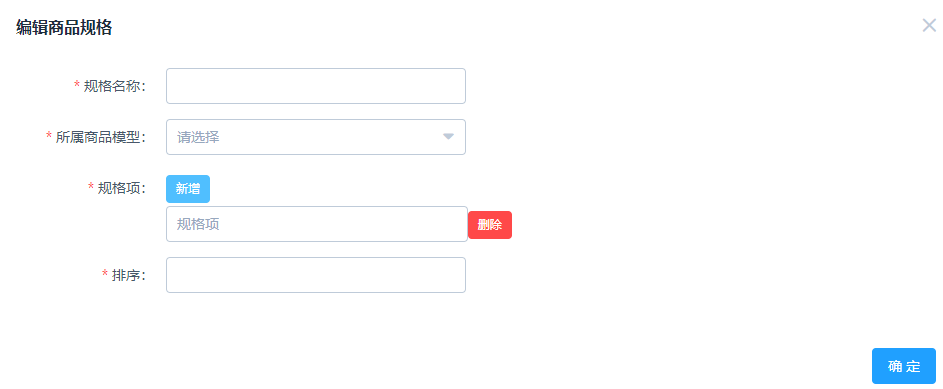 编辑商品规格
* 规格名称：
* 所属商品模型： 请选择
* 规格项： 新增
规格项 删除
* 排序：
确 定